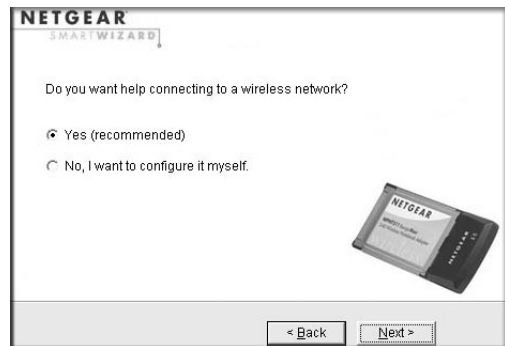 NETGEAR
SMARTWIZARD
Do you want help connecting to a wireless network?
Yes (recommended)
No, I want to configure it myself.
NETGEAR
NETGEAR
< Back
Next >